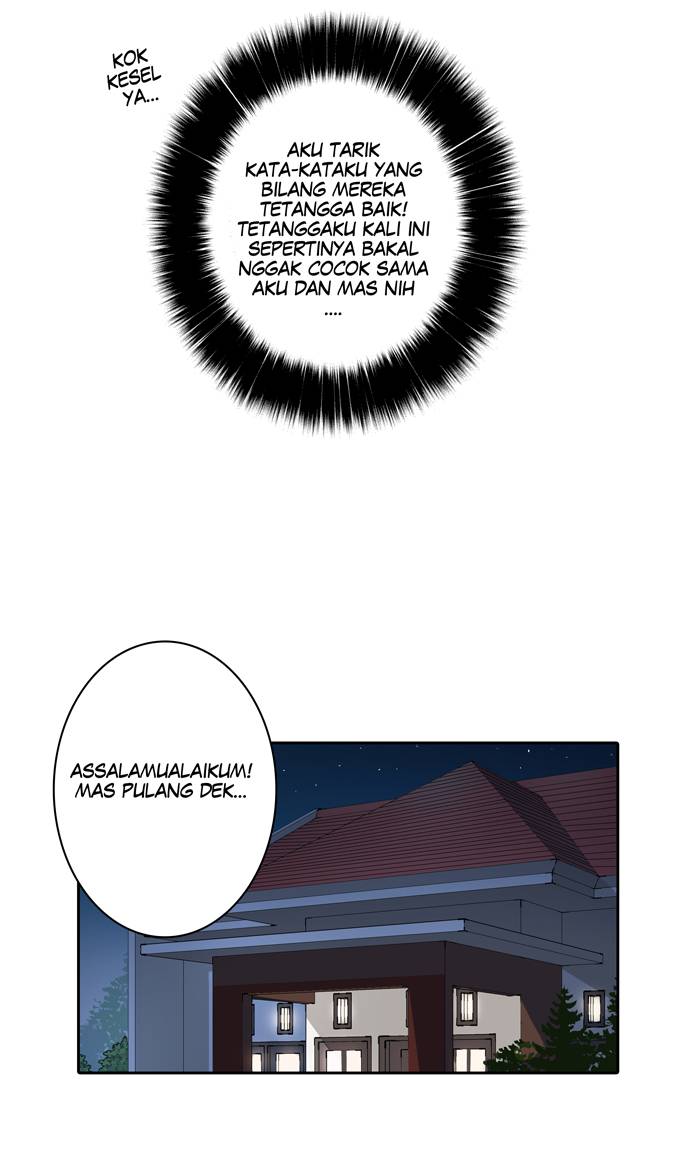 KOK
KESEL
YA...
AKU TARIK
KATA-KATAKU YANG
BILANG MEREKA
TETANGGA BAIK!
TETANGGAKU KALI INI
SEPERTINYA BAKAL
NGGAK COCOK SAMA
AKU DAN MAS NIH
....
ASSALAMUALAIKUM!
MAS PULANG DEK...